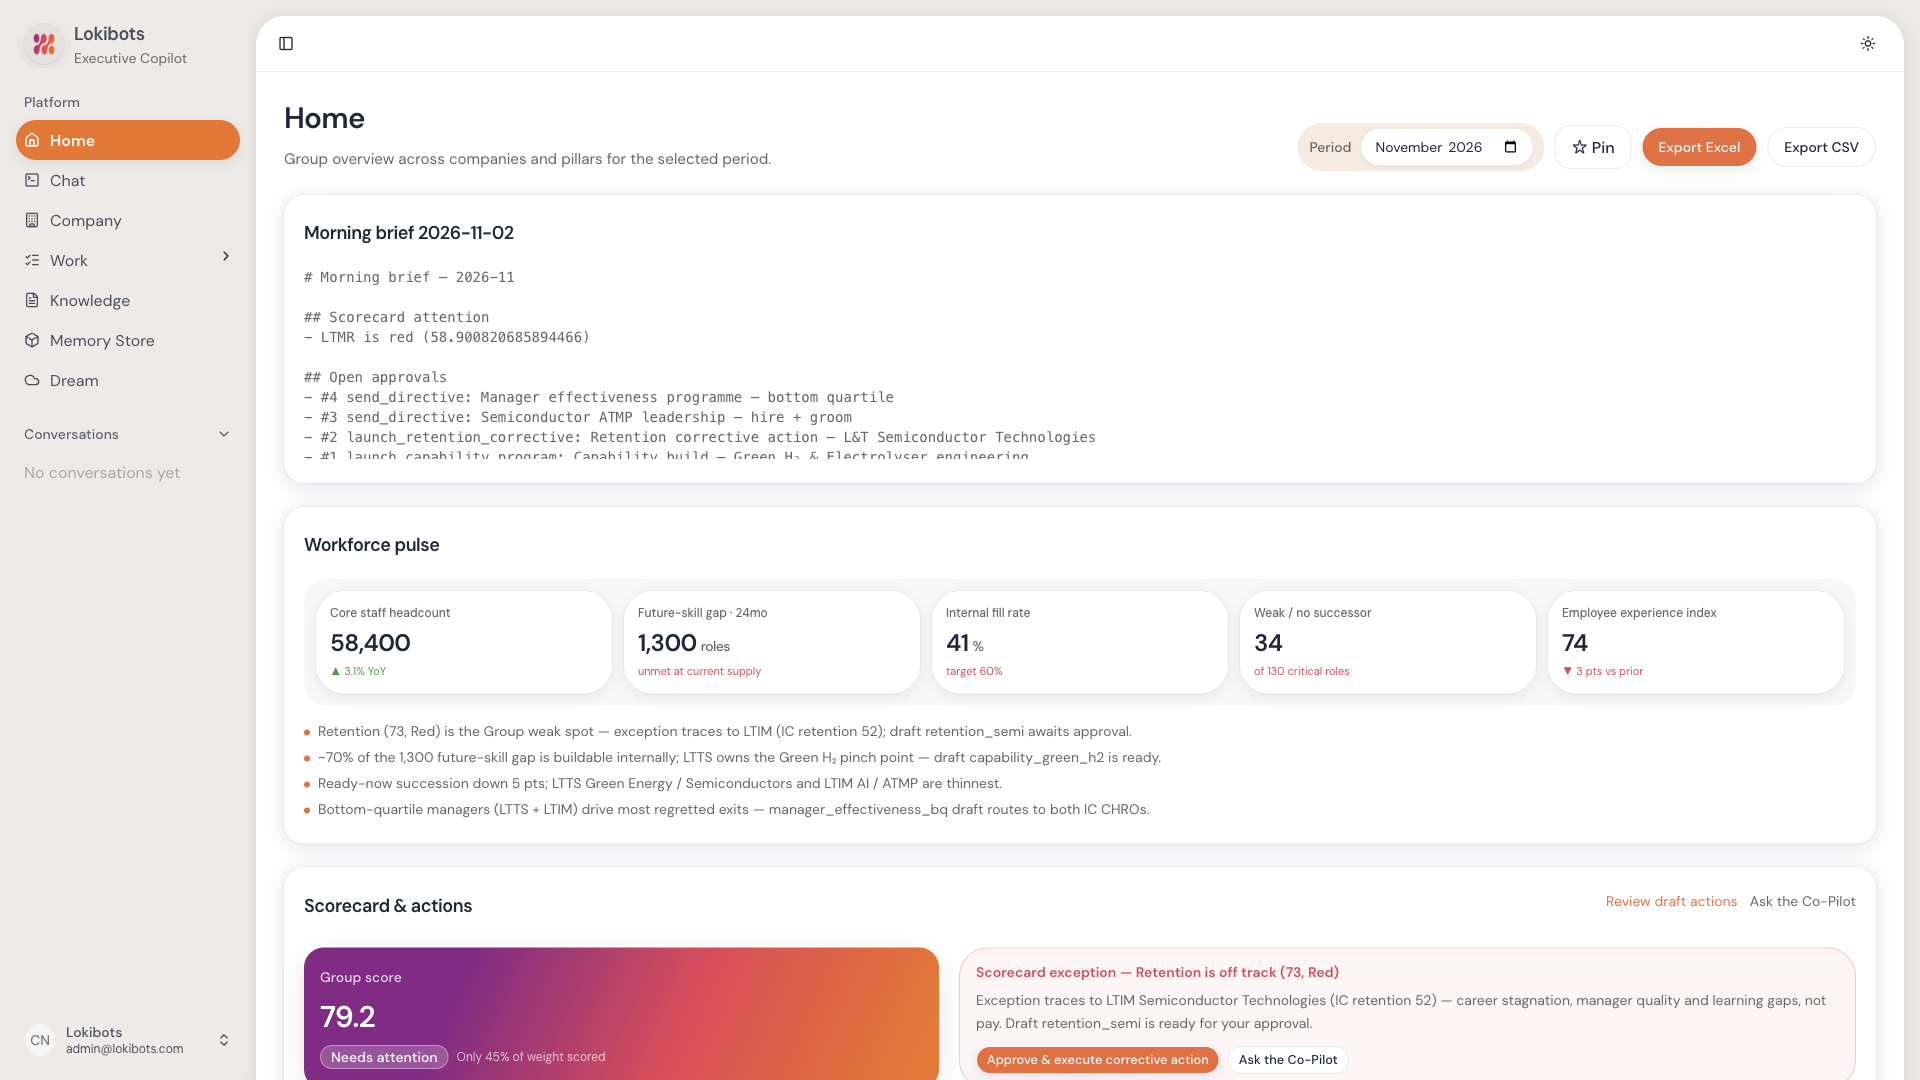 Lokibots
Executive Copilot
Platform
Home
Chat
Company
Work
Knowledge
Memory Store
Dream
Conversations
No conversations yet
CN
Lokibots
admin@lokibots.com
Home
Group overview across companies and pillars for the selected period.
Period
November 2026
Pin
Export Excel
Export CSV
Morning brief 2026-11-02
# Morning brief — 2026-11
## Scorecard attention
- LTMR is red (58.900820685894466)
## Open approvals
- #4 send_directive: Manager effectiveness programme — bottom quartile
- #3 send_directive: Semiconductor ATMP leadership — hire + groom
- #2 launch_retention_corrective: Retention corrective action — L&T Semiconductor Technologies
- #1 launch_capability_program: Capability build — Green H₂ & Electrolyser engineering
Workforce pulse
Core staff headcount
58,400
▲ 3.1% YoY
Future-skill gap · 24mo
1,300 roles
unmet at current supply
Internal fill rate
41 %
target 60%
Weak / no successor
34
of 130 critical roles
Employee experience index
74
▼ 3 pts vs prior
Retention (73, Red) is the Group weak spot — exception traces to LTIM (IC retention 52); draft retention_semi awaits approval.
~70% of the 1,300 future-skill gap is buildable internally; LTTS owns the Green H₂ pinch point — draft capability_green_h2 is ready.
Ready-now succession down 5 pts; LTTS Green Energy / Semiconductors and LTIM AI / ATMP are thinnest.
Bottom-quartile managers (LTTS + LTIM) drive most regretted exits — manager_effectiveness_bq draft routes to both IC CHROs.
Scorecard & actions
Review draft actions
Ask the Co-Pilot
Group score
79.2
Needs attention
Only 45% of weight scored
Scorecard exception — Retention is off track (73, Red)
Exception traces to LTIM Semiconductor Technologies (IC retention 52) — career stagnation, manager quality and learning gaps, not
pay. Draft retention_semi is ready for your approval.
Approve & execute corrective action
Ask the Co-Pilot